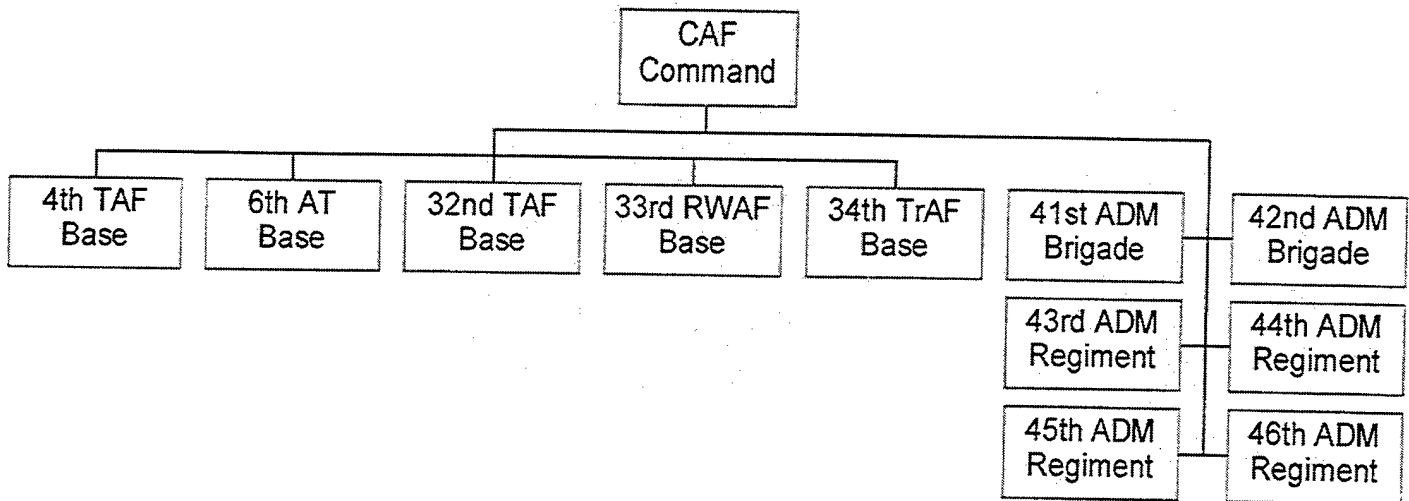 CAF
Command
4th TAF
Base
6th AT
Base
32nd TAF
Base
33rd RWAF
Base
34th TrAF
Base
41st ADM
Brigade
42nd ADM
Brigade
43rd ADM
Regiment
44th ADM
Regiment
45th ADM
Regiment
46th ADM
Regiment